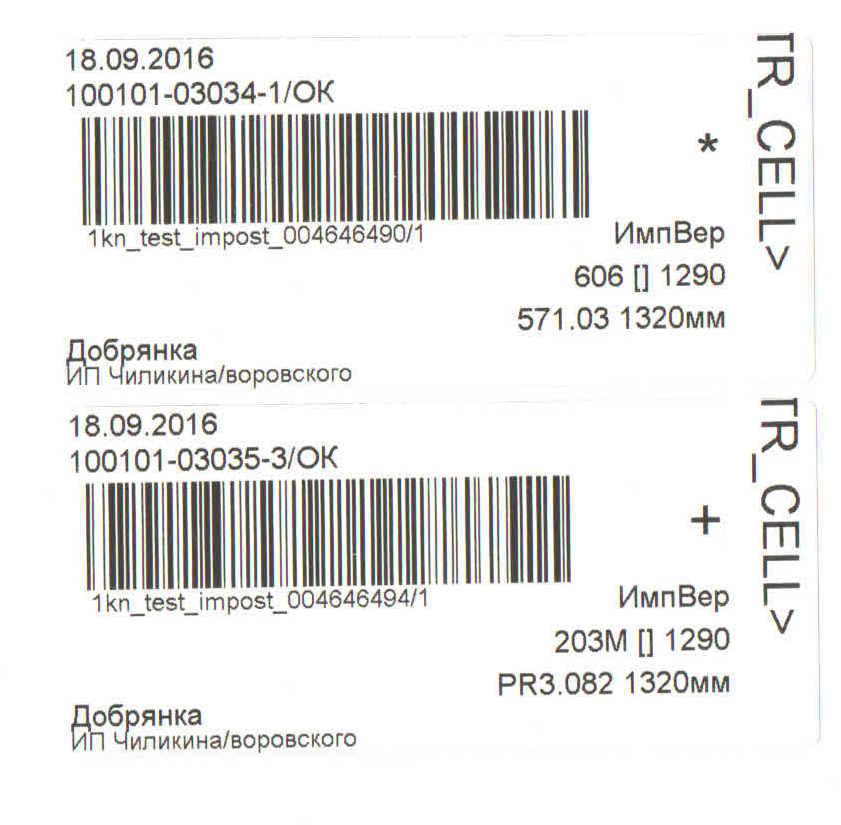 18.09.2016
100101-03034-1/ОК
*
1kn_test_impost_004646490/1
ИмпВер
606 [] 1290
571.03 1320мм
Добрянка
ИП Чиликина/воровского
TR_CELL>
18.09.2016
100101-03035-3/ОК
+
1kn_test_impost_004646494/1
ИмпВер
203М [] 1290
PR3.082 1320мм
Добрянка
ИП Чиликина/воровского
TR_CELL>